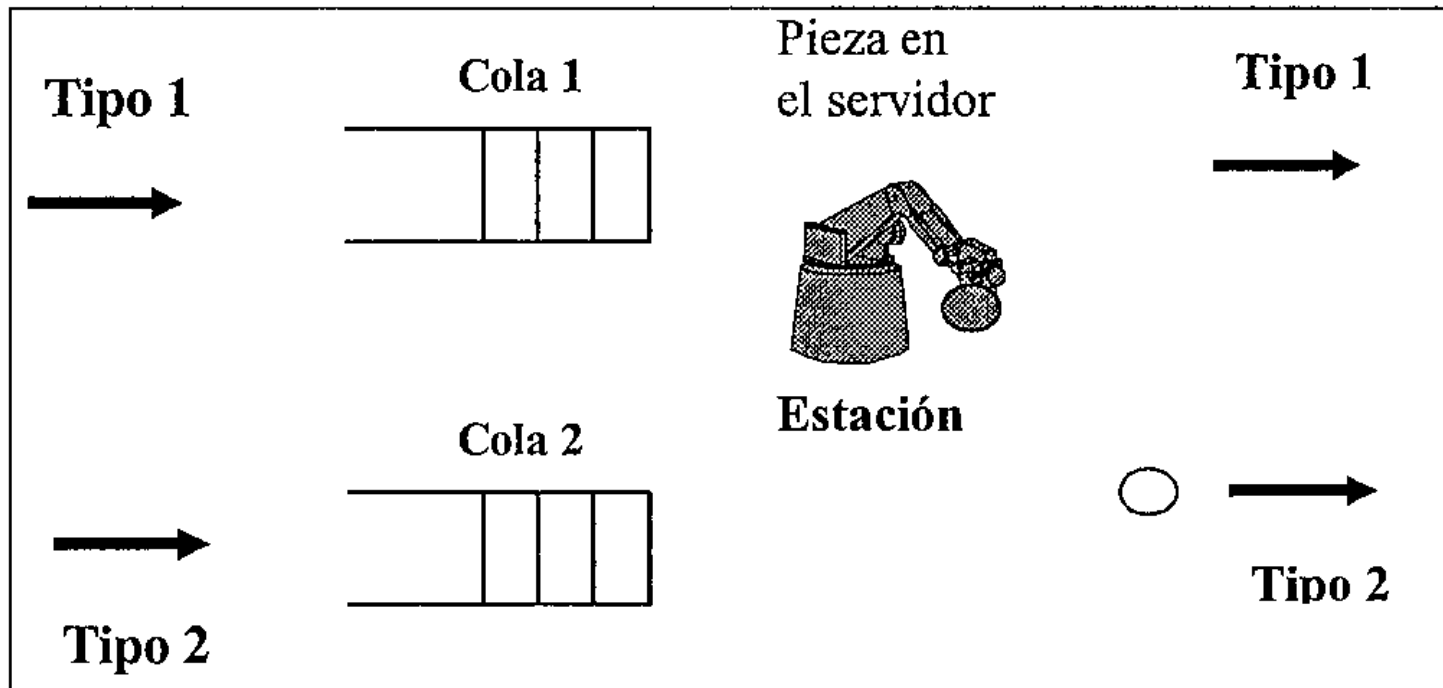 Tipo 1
Cola 1
Pieza en
el servidor
Tipo 1
Estación
Cola 2
Tipo 2
Tipo 2